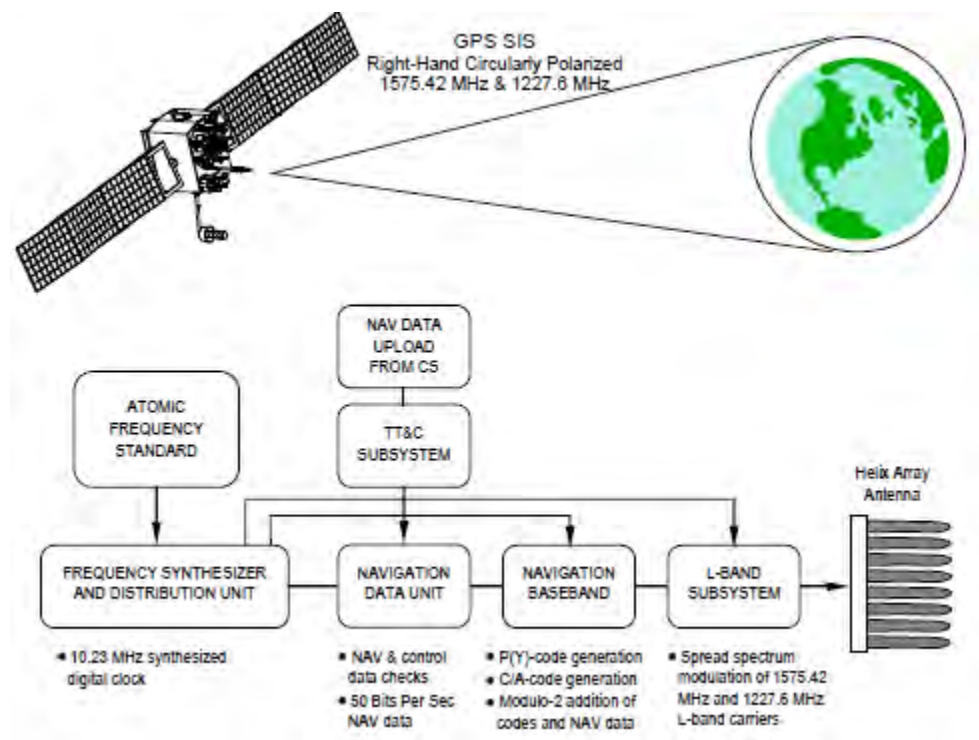 GPS SIS
Right-Hand Circularly Polarized
1575.42 MHz & 1227.6 MHz
NAV DATA
UPLOAD
FROM CS
ATOMIC
FREQUENCY
STANDARD
TT&C
SUBSYSTEM
Helix Array
Antenna
FREQUENCY SYNTHESIZER
AND DISTRIBUTION UNIT
NAVIGATION
DATA UNIT
NAVIGATION
BASEBAND
L-BAND
SUBSYSTEM
• 10.23 MHz synthesized
digital clock
• NAV & control
data checks
• 50 Bits Per Sec
NAV data
• P(Y)-code generation
• C/A-code generation
• Modulo-2 addition of
codes and NAV data
• Spread spectrum
modulation of 1575.42
MHz and 1227.6 MHz
L-band carriers